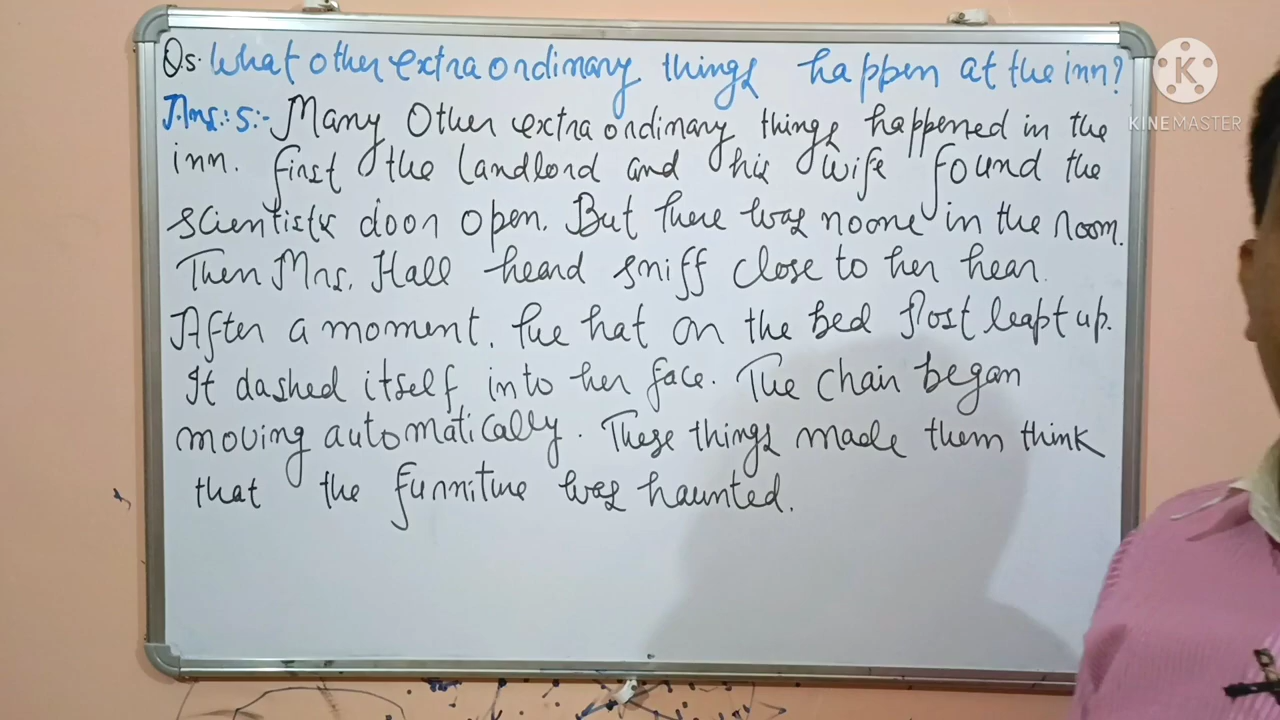 Qs. What other extraordinary things happen at the inn?
Ans:5:- Many Other extraordinary things happened in the
inn. First the landlord and his wife found the
scientists door open. But there was noone in the room.
Then Mrs. Hall heard sniff close to her hear.
After a moment. the hat on the bed Post leapt up.
It dashed itself into her face. The chair began
moving automatically. These things made them think
that the furniture was haunted.
K
KINEMASTER